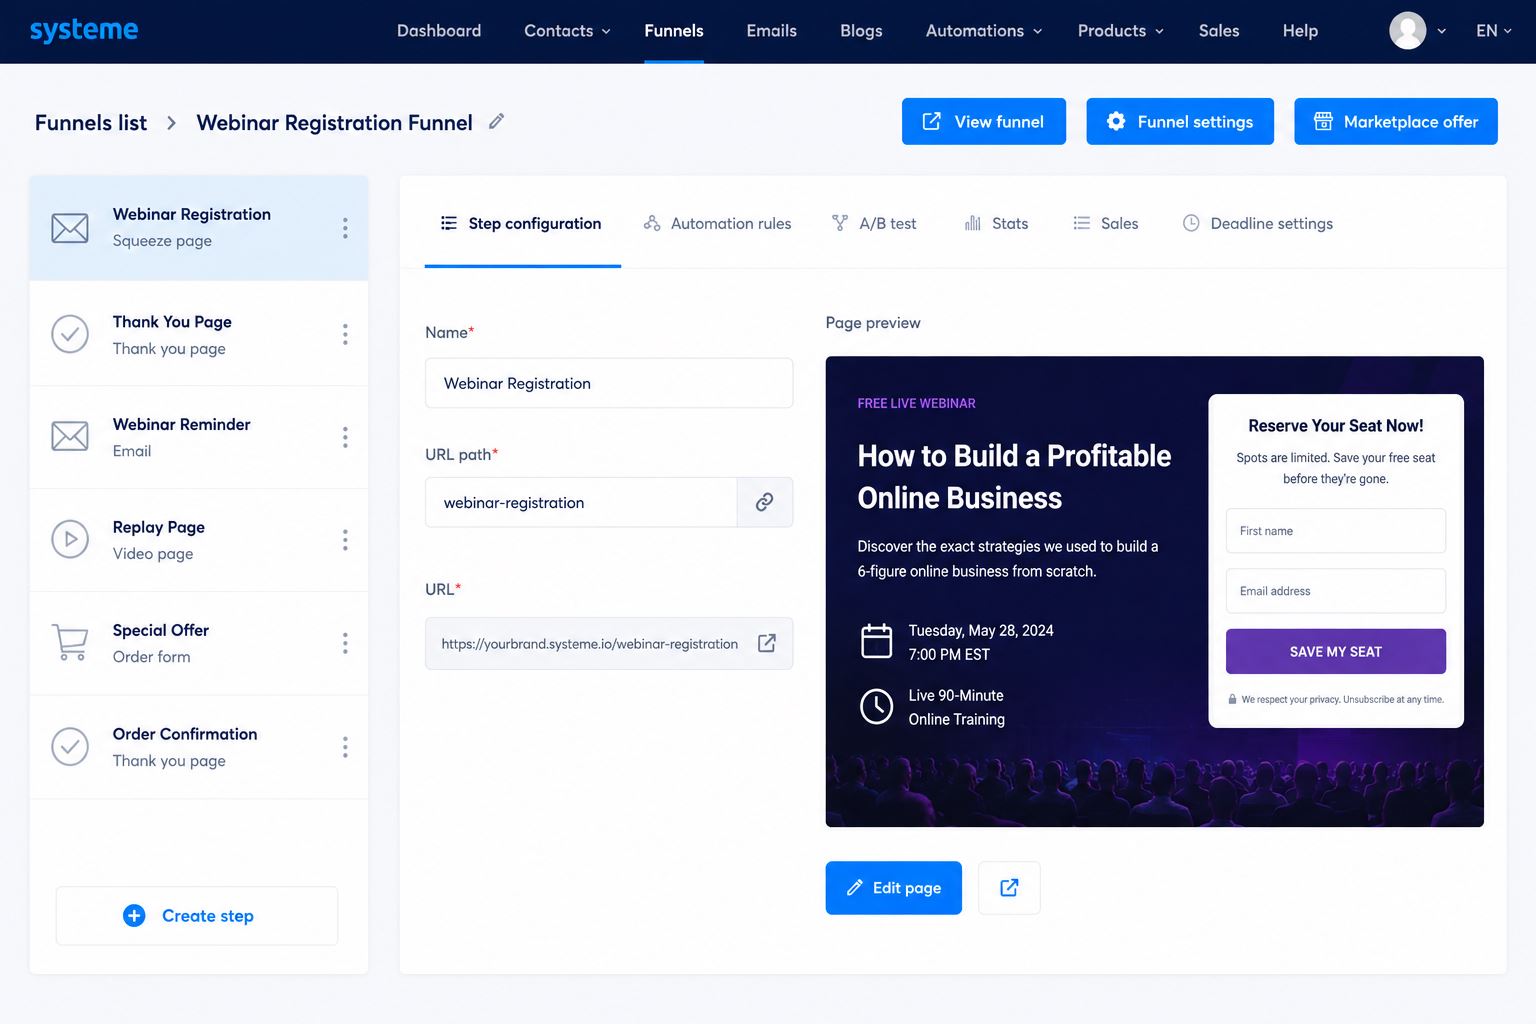 systeme
Dashboard
Contacts
Funnels
Emails
Blogs
Automations
Products
Sales
Help
EN
Funnels list
Webinar Registration Funnel
View funnel
Funnel settings
Marketplace offer
Webinar Registration
Squeeze page
Thank You Page
Thank you page
Webinar Reminder
Email
Replay Page
Video page
Special Offer
Order form
Order Confirmation
Thank you page
Create step
Step configuration
Automation rules
A/B test
Stats
Sales
Deadline settings
Name*
Webinar Registration
URL path*
webinar-registration
URL*
https://yourbrand.systeme.io/webinar-registration
Page preview
FREE LIVE WEBINAR
How to Build a Profitable
Online Business
Discover the exact strategies we used to build a
6-figure online business from scratch.
Tuesday, May 28, 2024
7:00 PM EST
Live 90-Minute
Online Training
Reserve Your Seat Now!
Spots are limited. Save your free seat
before they're gone.
First name
Email address
SAVE MY SEAT
We respect your privacy. Unsubscribe at any time.
Edit page